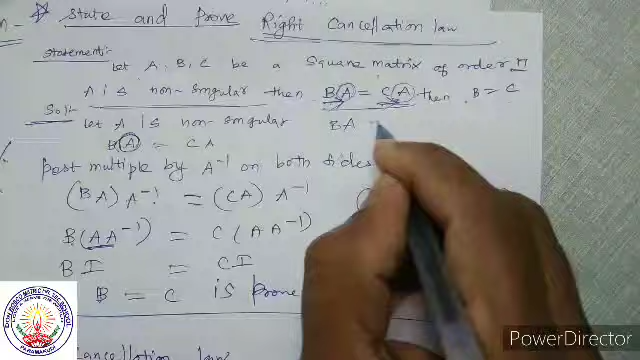 State and prove Right Cancellation law
Statement:- Let A, B, C be a square matrix of order n
A is non-singular then BA = CA then B = C
Sol:- Let A is non-singular
BA = CA
BA
post multiple by A⁻¹ on both sides
(BA) A⁻¹ = (CA) A⁻¹
B(AA⁻¹) = C(AA⁻¹)
BI = CI
B = C is prove
Cancellation law
PowerDirector